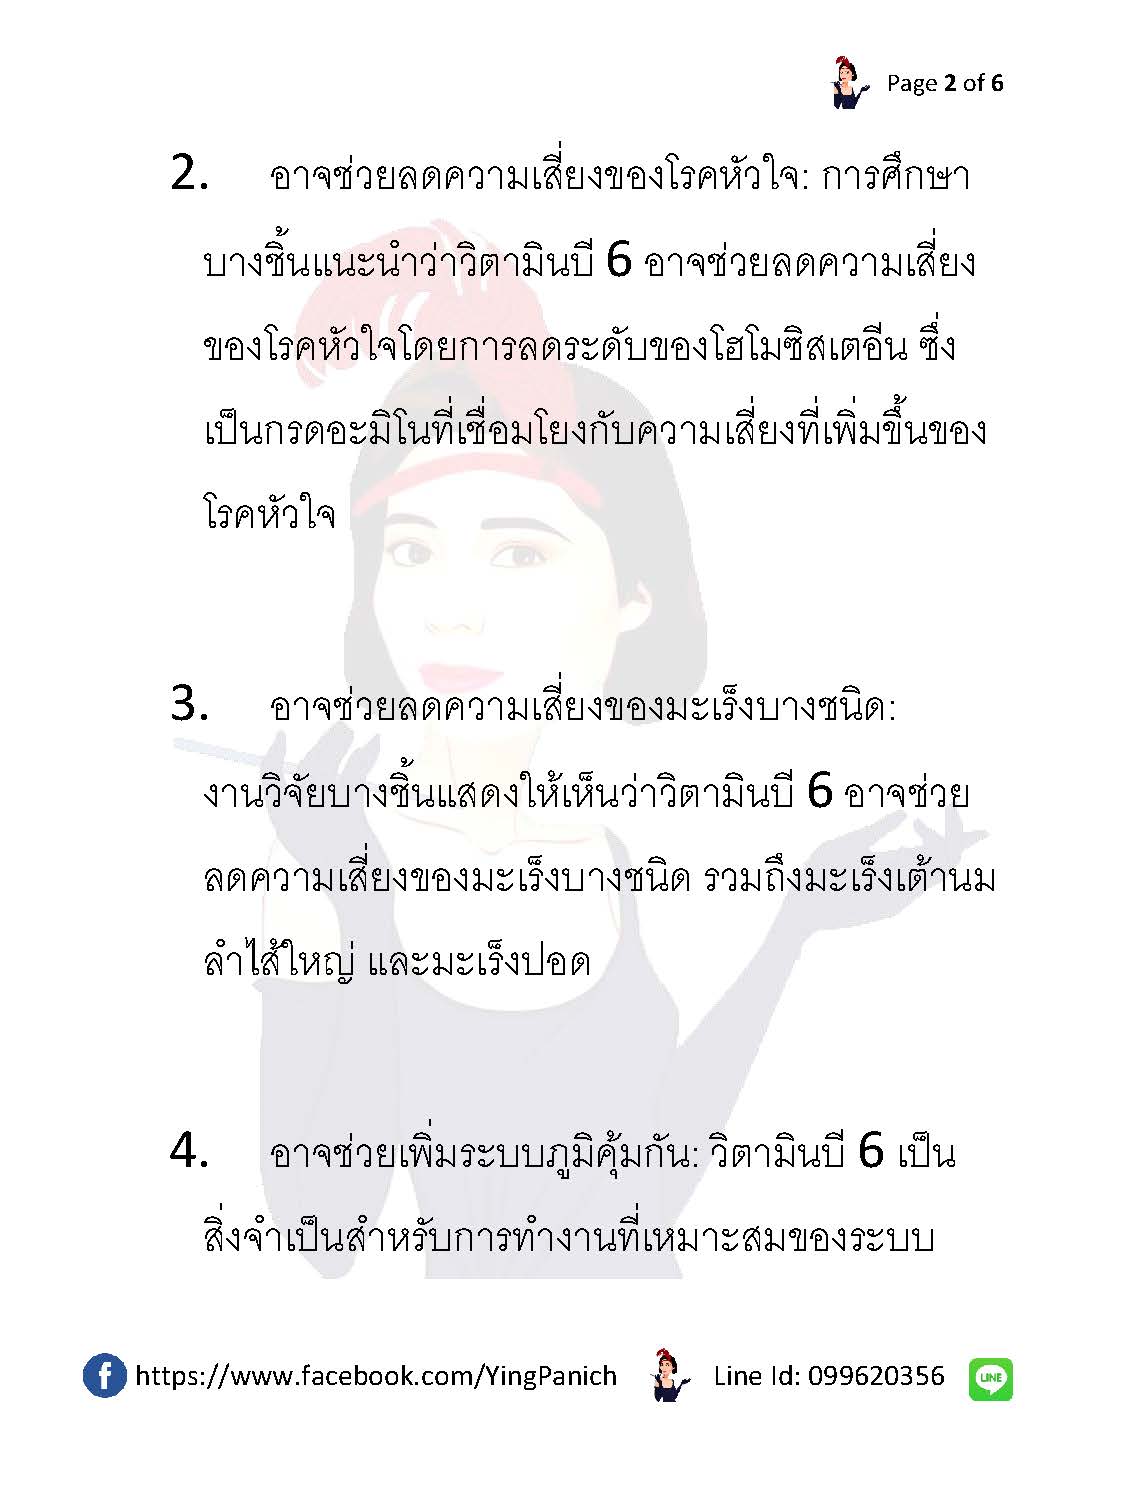 Page 2 of 6
2. อาจช่วยลดความเสี่ยงของโรคหัวใจ: การศึกษา
บางชิ้นแนะนำว่าวิตามินบี 6 อาจช่วยลดความเสี่ยง
ของโรคหัวใจโดยการลดระดับของโฮโมซิสเตอีน ซึ่ง
เป็นกรดอะมิโนที่เชื่อมโยงกับความเสี่ยงที่เพิ่มขึ้นของ
โรคหัวใจ
3. อาจช่วยลดความเสี่ยงของมะเร็งบางชนิด:
งานวิจัยบางชิ้นแสดงให้เห็นว่าวิตามินบี 6 อาจช่วย
ลดความเสี่ยงของมะเร็งบางชนิด รวมถึงมะเร็งเต้านม
ลำไส้ใหญ่ และมะเร็งปอด
4. อาจช่วยเพิ่มระบบภูมิคุ้มกัน: วิตามินบี 6 เป็น
สิ่งจำเป็นสำหรับการทำงานที่เหมาะสมของระบบ
https://www.facebook.com/YingPanich Line Id: 099620356 LINE